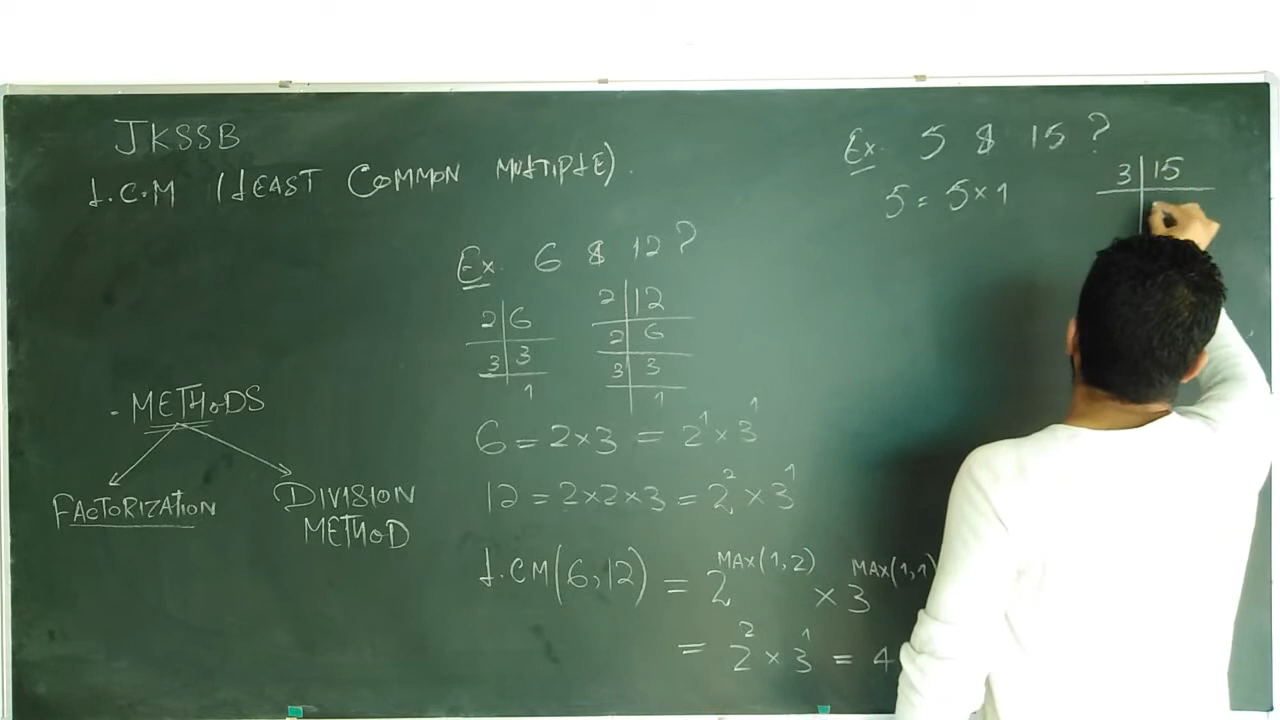 JKSSB
L.C.M (LEAST COMMON MULTIPLE).
- METHODS
FACTORIZATION
DIVISION
METHOD
Ex. 6 & 12 ?
2 | 6
3 | 3
1
2 | 12
2 | 6
3 | 3
1
6 = 2 × 3 = 2¹ × 3¹
12 = 2 × 2 × 3 = 2² × 3¹
L.CM(6,12) = 2^MAX(1,2) × 3^MAX(1,1)
= 2² × 3¹ = 4
Ex. 5 & 15 ?
5 = 5 × 1
3 | 15